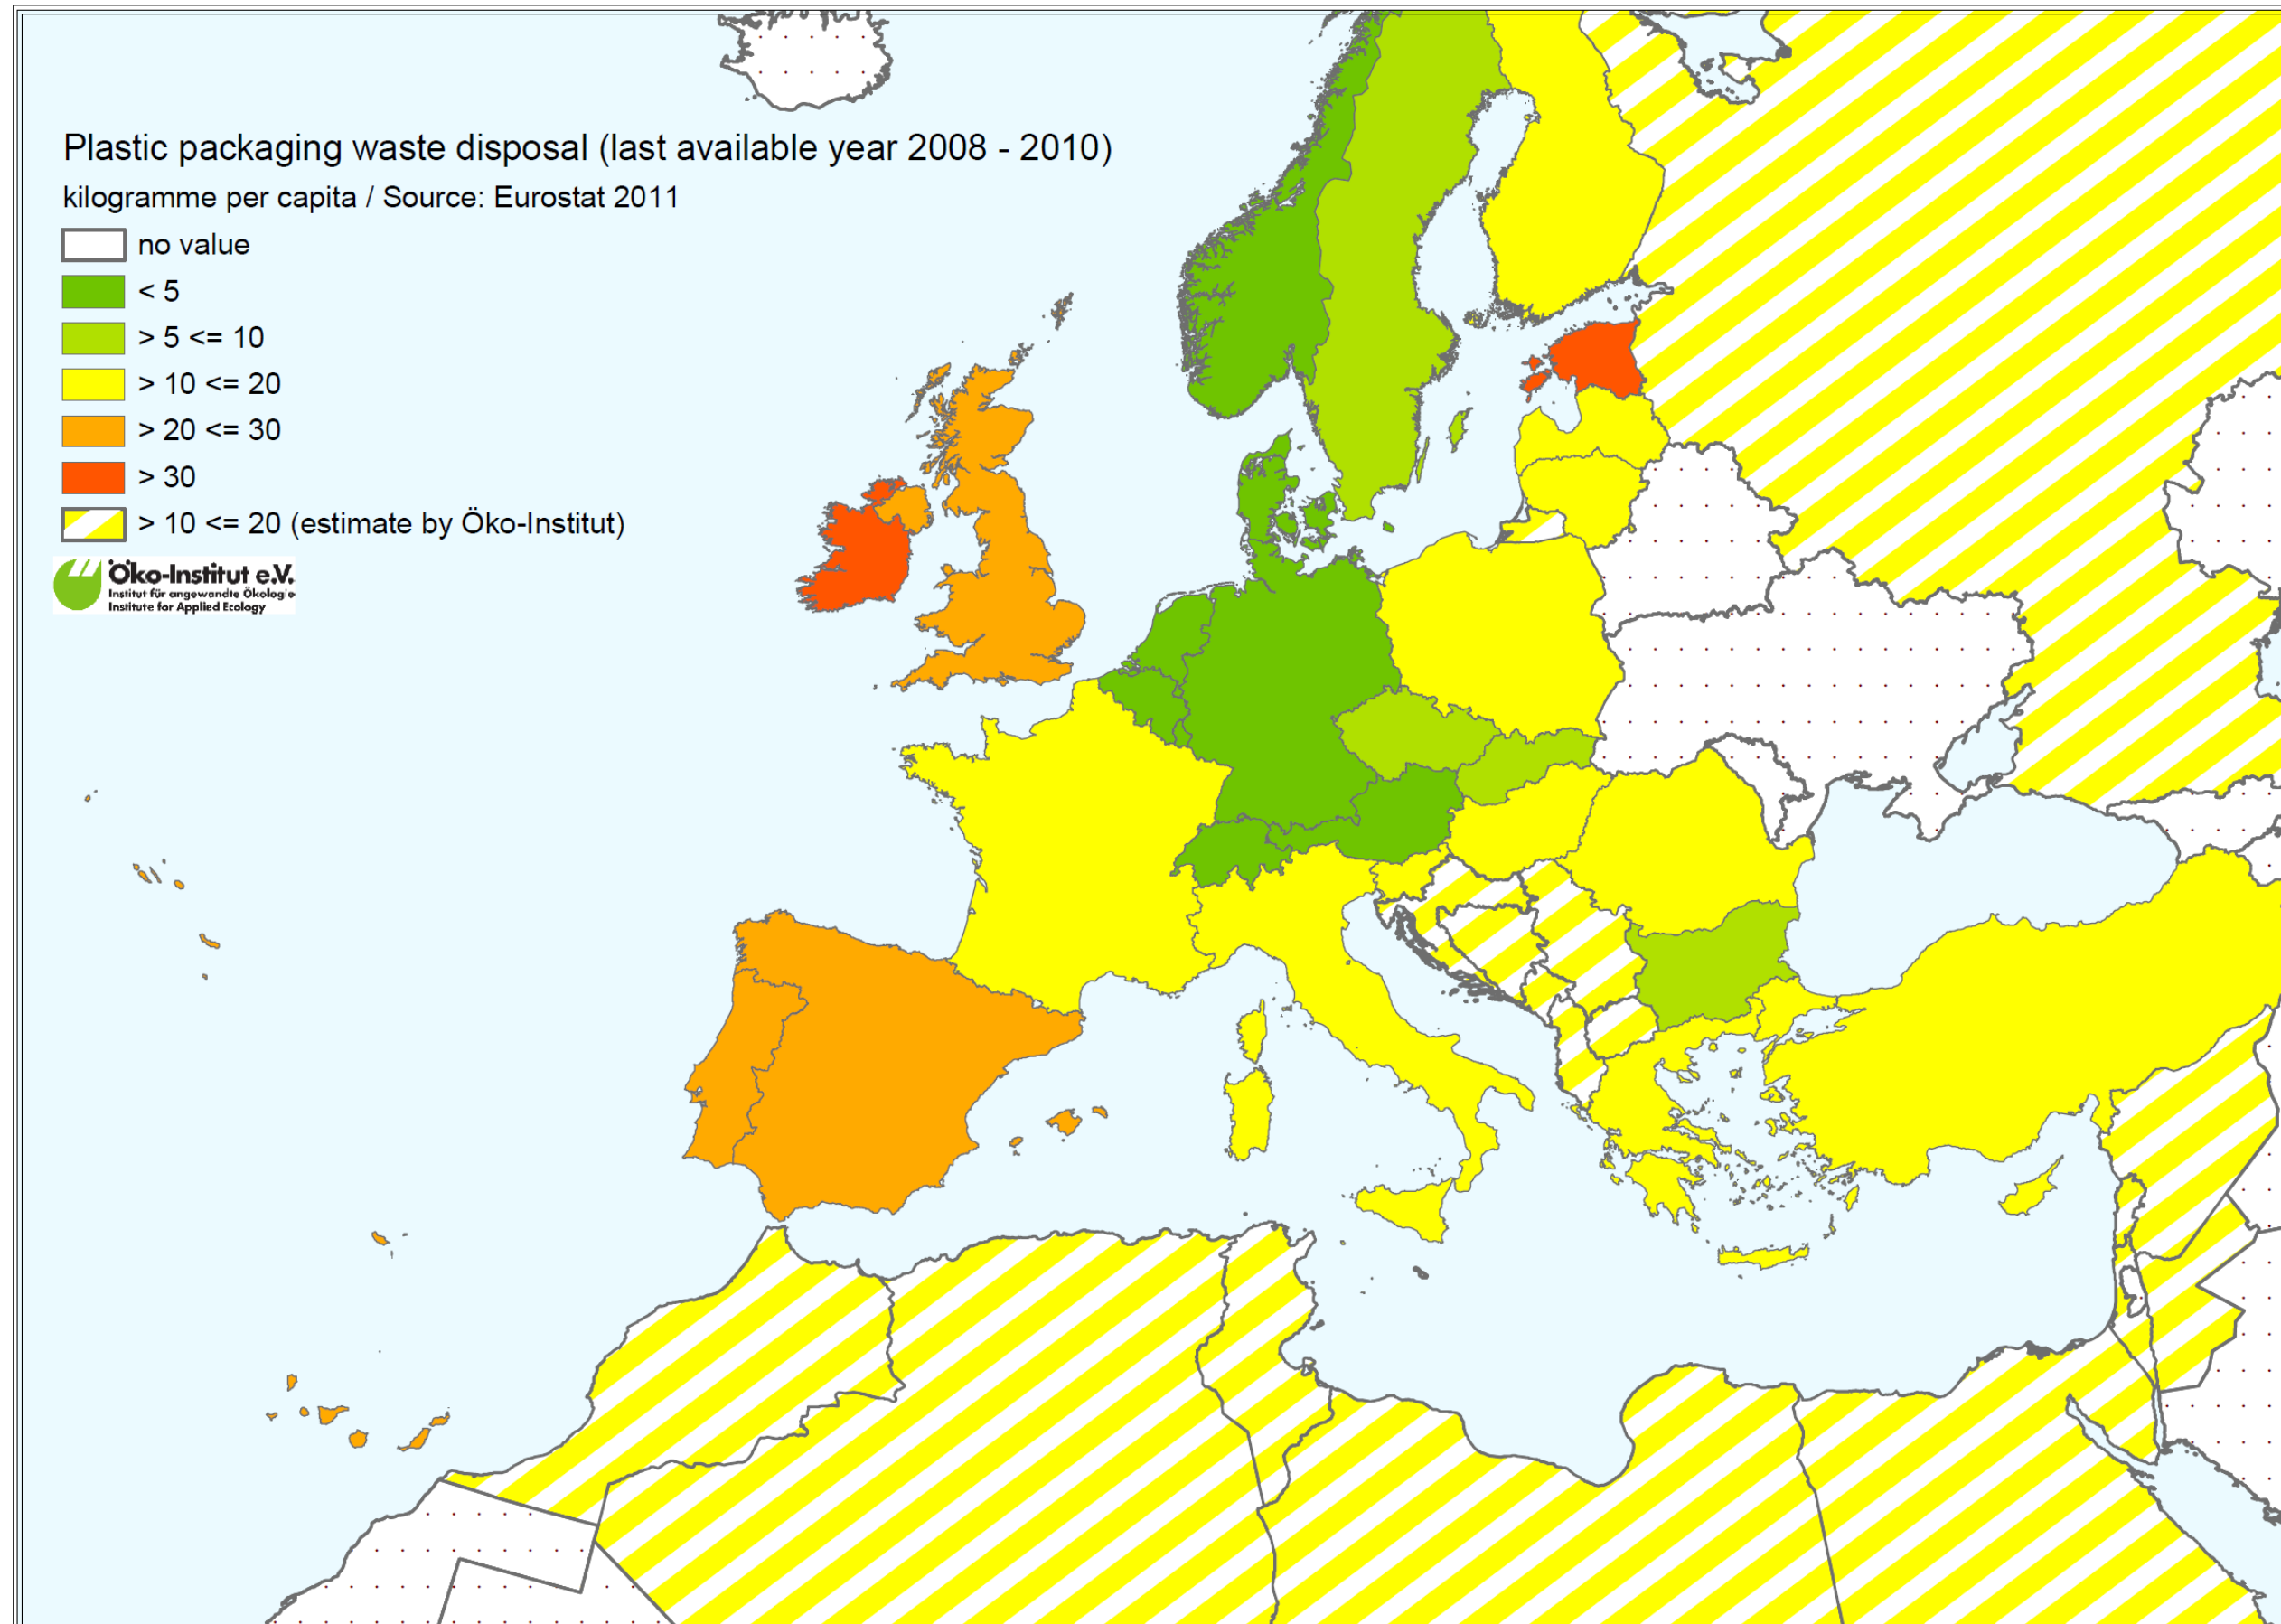 Plastic packaging waste disposal (last available year 2008 - 2010)
kilogramme per capita / Source: Eurostat 2011
no value
< 5
> 5 <= 10
> 10 <= 20
> 20 <= 30
> 30
> 10 <= 20 (estimate by Öko-Institut)
Öko-Institut e.V.
Institut für angewandte Ökologie
Institute for Applied Ecology